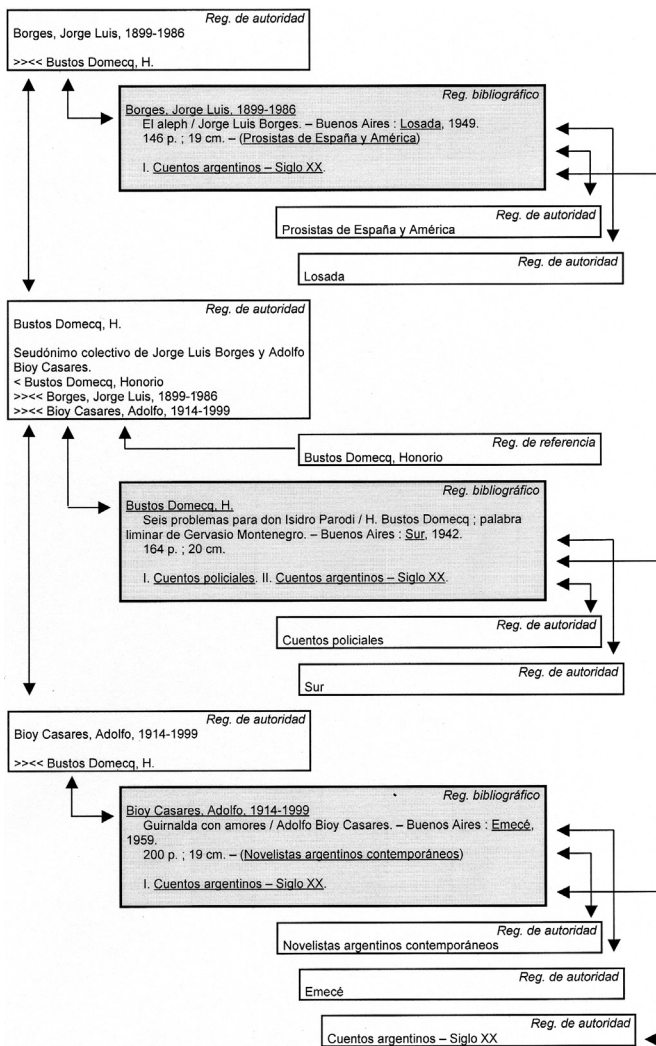 Reg. de autoridad
Borges, Jorge Luis, 1899-1986
>><< Bustos Domecq, H.
Reg. bibliográfico
Borges, Jorge Luis, 1899-1986
El aleph / Jorge Luis Borges. – Buenos Aires : Losada, 1949.
146 p. ; 19 cm. – (Prosistas de España y América)
I. Cuentos argentinos – Siglo XX.
Reg. de autoridad
Prosistas de España y América
Reg. de autoridad
Losada
Reg. de autoridad
Bustos Domecq, H.
Seudónimo colectivo de Jorge Luis Borges y Adolfo
Bioy Casares.
< Bustos Domecq, Honorio
>><< Borges, Jorge Luis, 1899-1986
>><< Bioy Casares, Adolfo, 1914-1999
Reg. de referencia
Bustos Domecq, Honorio
Reg. bibliográfico
Bustos Domecq, H.
Seis problemas para don Isidro Parodi / H. Bustos Domecq ; palabra
liminar de Gervasio Montenegro. – Buenos Aires : Sur, 1942.
164 p. ; 20 cm.
I. Cuentos policiales. II. Cuentos argentinos – Siglo XX.
Reg. de autoridad
Cuentos policiales
Reg. de autoridad
Sur
Reg. de autoridad
Bioy Casares, Adolfo, 1914-1999
>><< Bustos Domecq, H.
Reg. bibliográfico
Bioy Casares, Adolfo, 1914-1999
Guirnalda con amores / Adolfo Bioy Casares. – Buenos Aires : Emecé,
1959.
200 p. ; 19 cm. – (Novelistas argentinos contemporáneos)
I. Cuentos argentinos – Siglo XX.
Reg. de autoridad
Novelistas argentinos contemporáneos
Reg. de autoridad
Emecé
Reg. de autoridad
Cuentos argentinos – Siglo XX